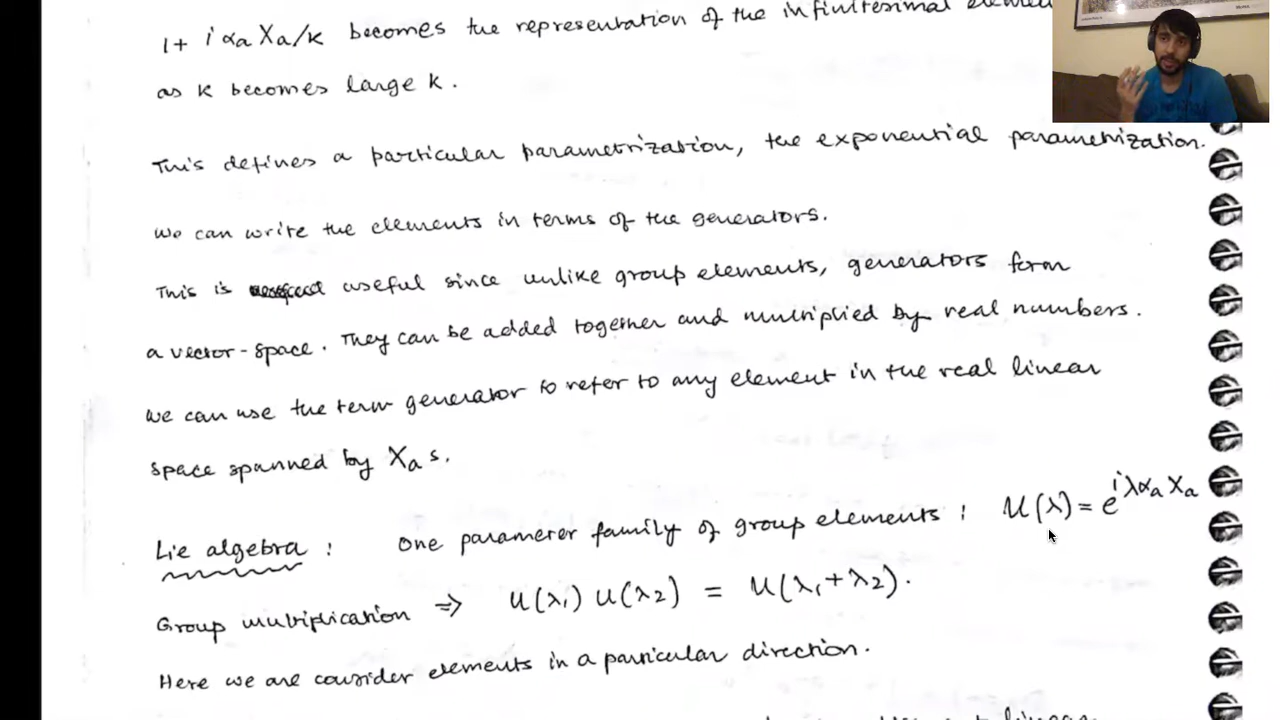 1+ i αa Xa/k becomes the representation of the infinitesimal
as k becomes large k.
This defines a particular parametrization, the exponential parametrization.
We can write the elements in terms of the generators.
This is useful since unlike group elements, generators form
a vector-space. They can be added together and multiplied by real numbers.
We can use the term generator to refer to any element in the real linear
space spanned by Xa s.
Lie algebra : One parameter family of group elements : U(λ) = e^{iλαa Xa}
Group multiplication ⇒ U(λ1) U(λ2) = U(λ1+λ2).
Here we are consider elements in a particular direction.